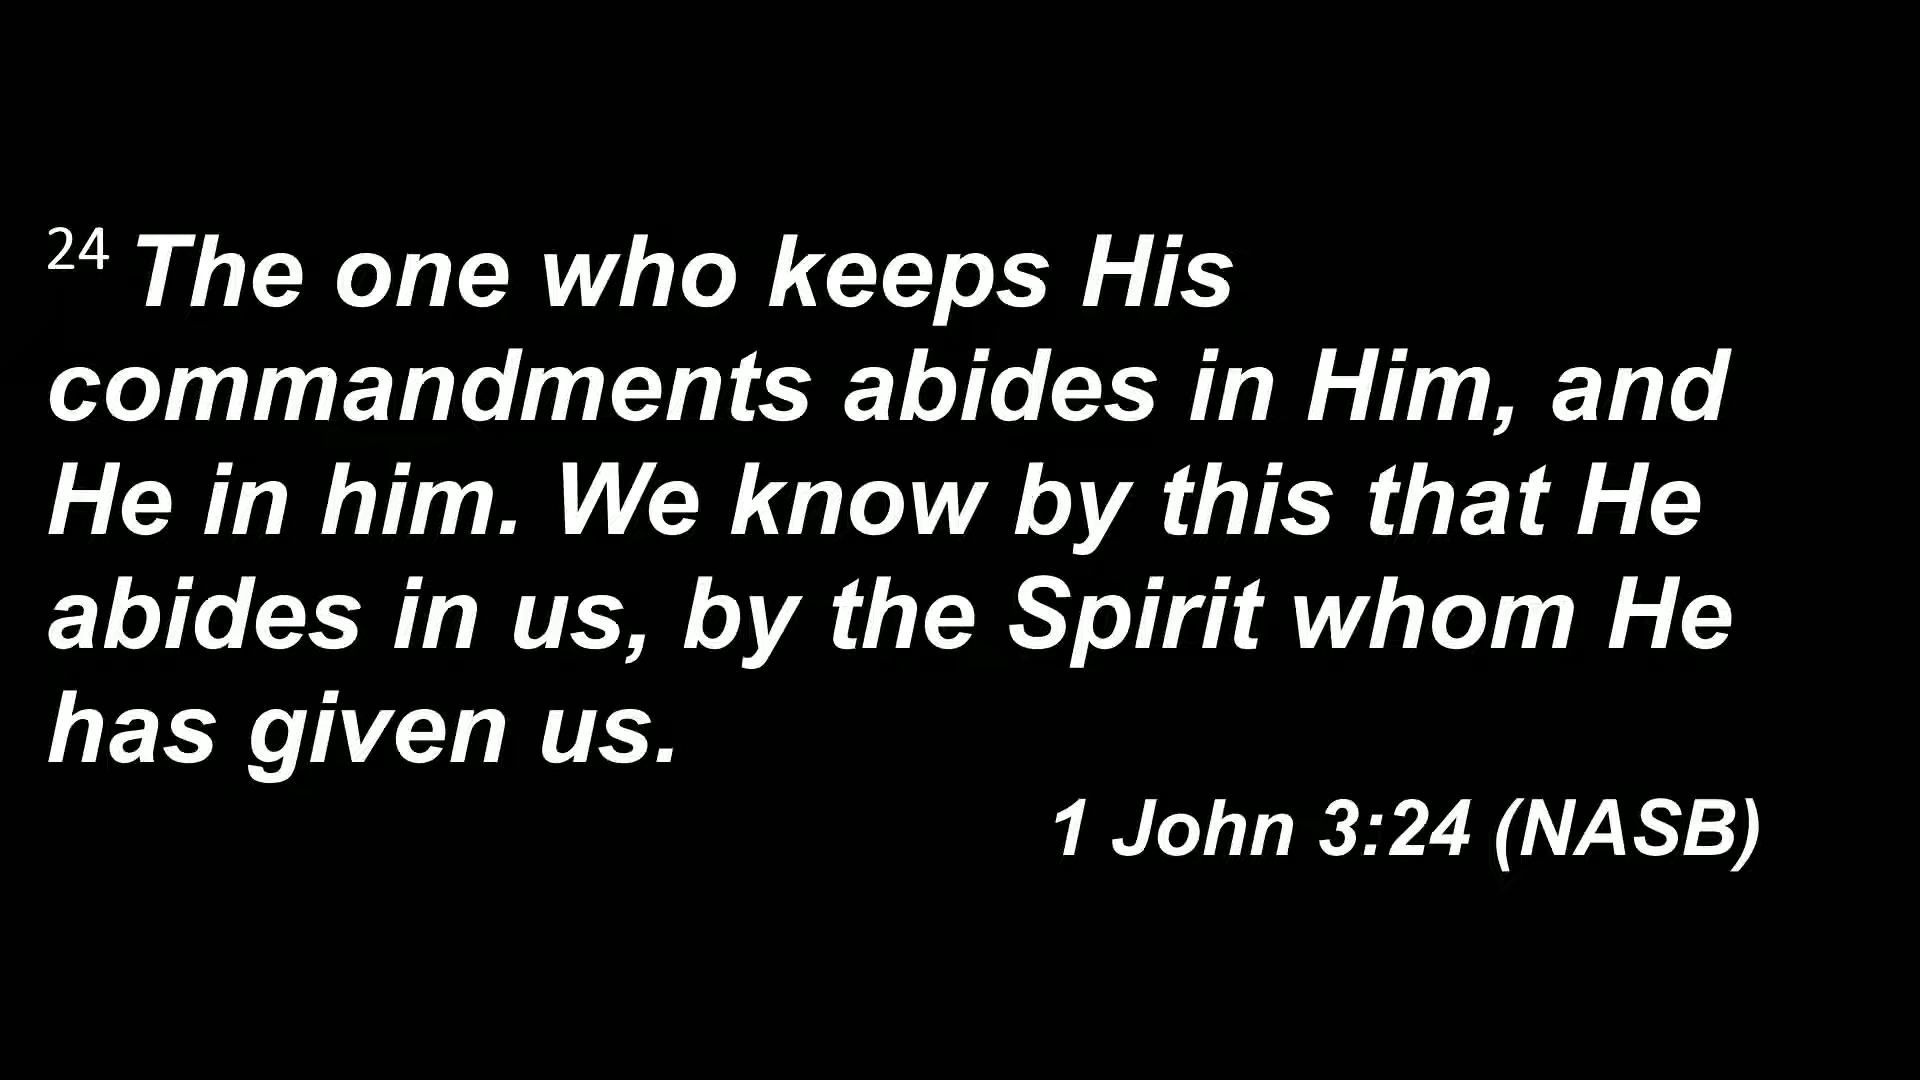 24 The one who keeps His
commandments abides in Him, and
He in him. We know by this that He
abides in us, by the Spirit whom He
has given us.
1 John 3:24 (NASB)